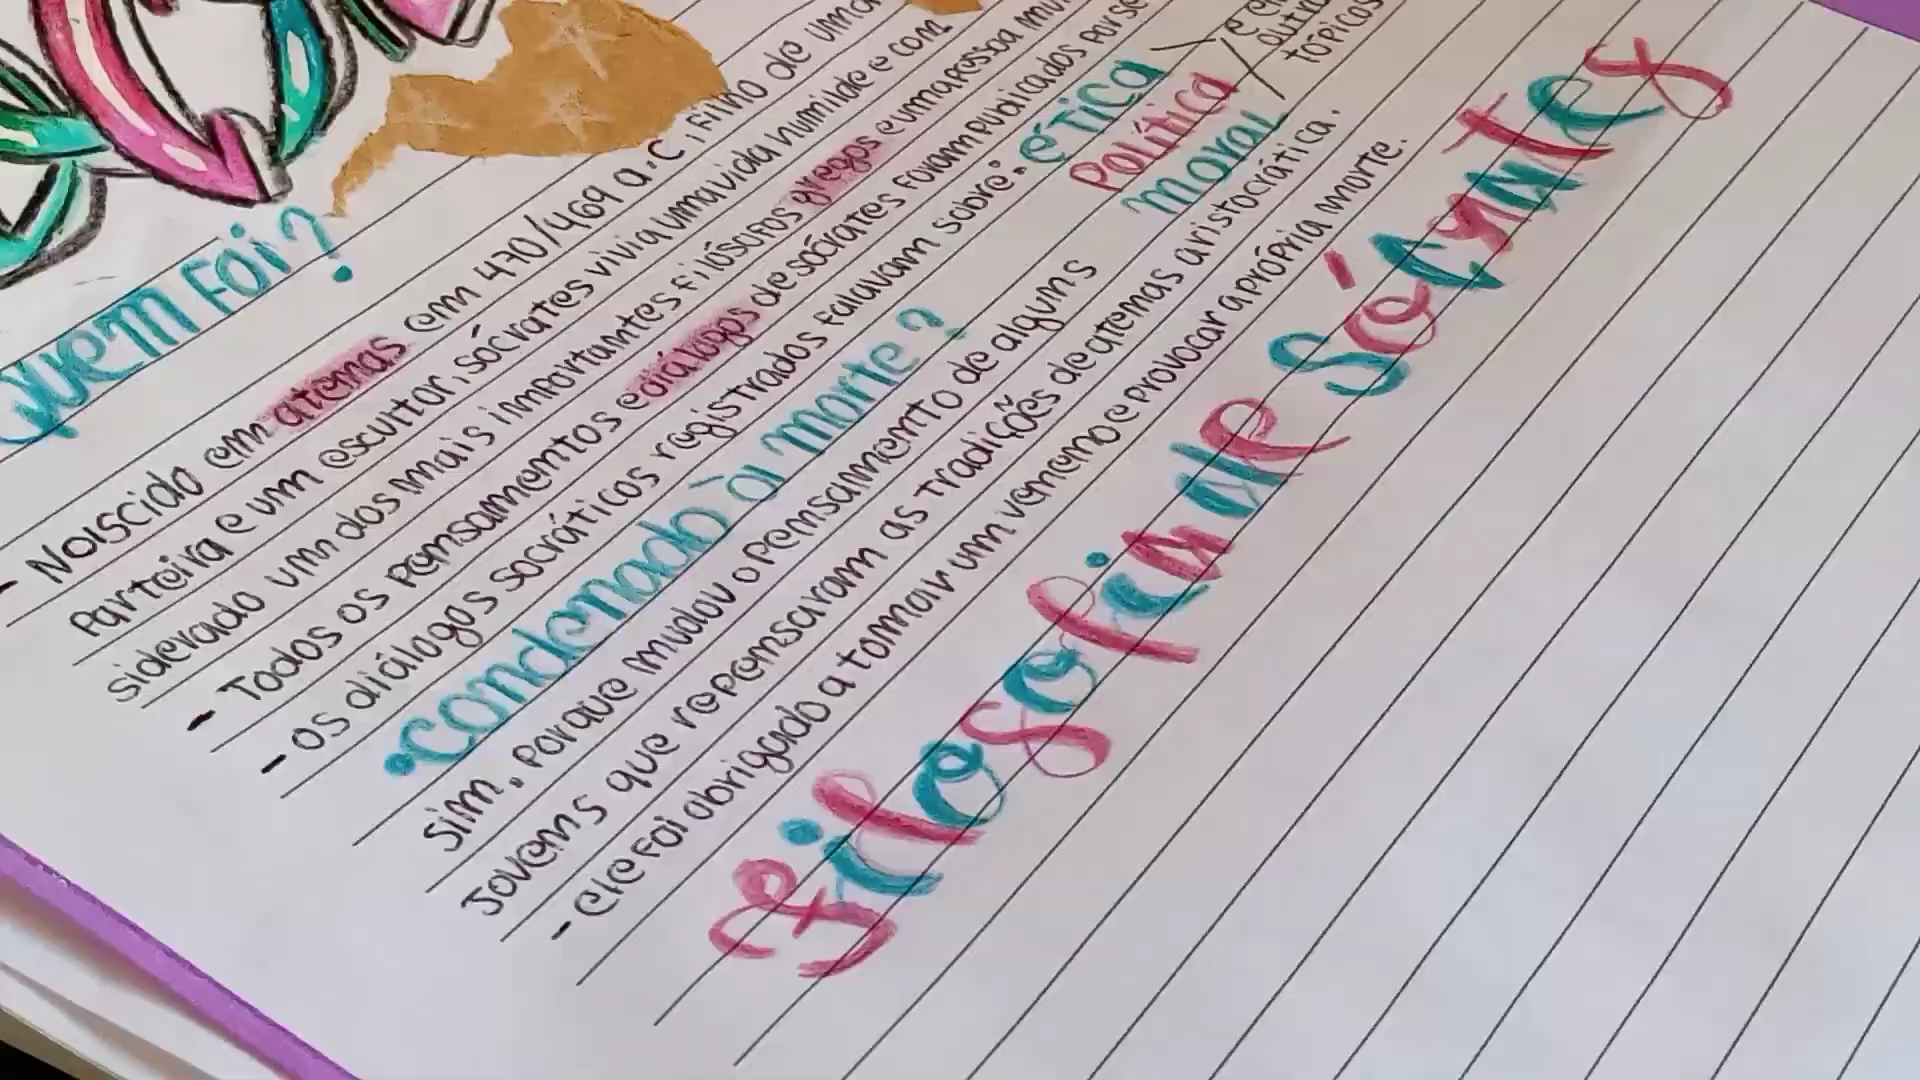 Quem foi?
- Nascido em atenas em 470/469 a.C, filho de uma
parteira e um escultor, sócrates vivia uma vida humilde e com
siderado um dos mais importantes filósofos gregos e uma pessoa
- Todos os pensamentos e diálogos de sócrates foram publicados por
- os diálogos socráticos registrados falavam sobre: ética
Política
moral
outros
tópicos
•condenado à morte?
sim, porque mudou o pensamento de alguns
jovens que repensaram as tradições de atenas aristocrática.
- ele foi obrigado a tomar um veneno e provocar a própria morte.
Filosofia de Sócrates